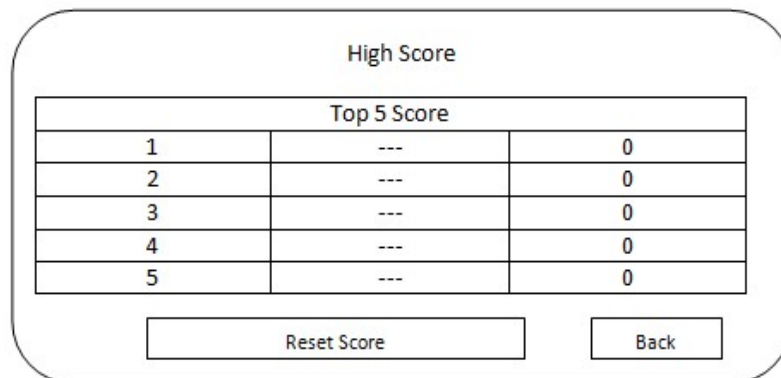 High Score
Top 5 Score
1 --- 0
2 --- 0
3 --- 0
4 --- 0
5 --- 0
Reset Score Back